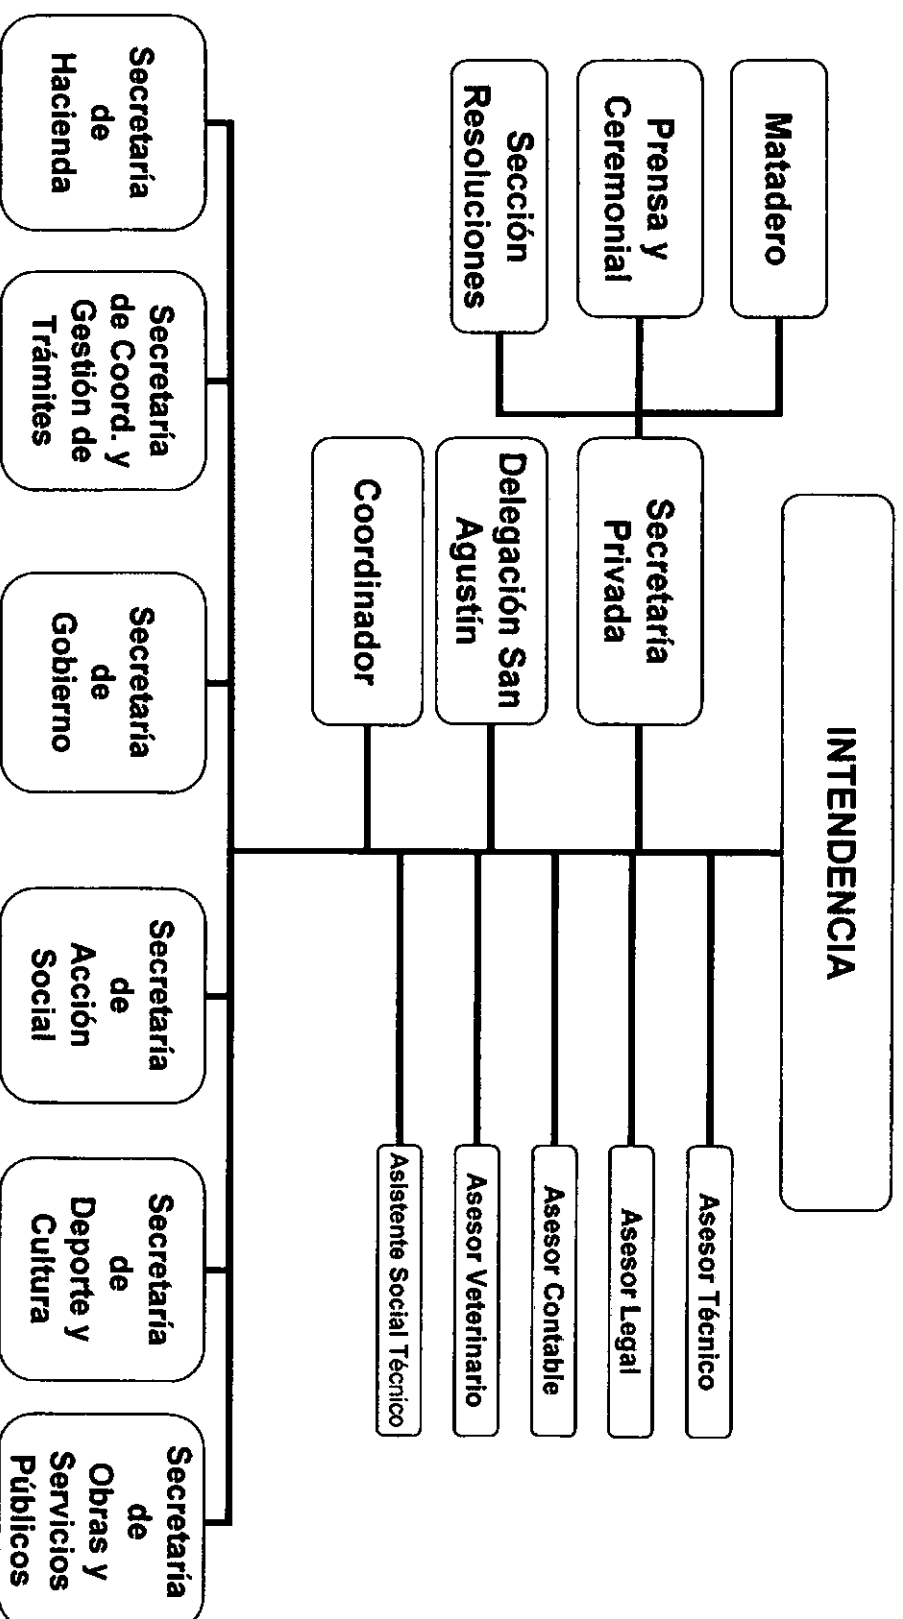 INTENDENCIA
Matadero
Prensa y
Ceremonial
Sección
Resoluciones
Secretaría
Privada
Delegación San
Agustín
Coordinador
Asesor Técnico
Asesor Legal
Asesor Contable
Asesor Veterinario
Asistente Social Técnico
Secretaría
de
Hacienda
Secretaría
de Coord. y
Gestión de
Trámites
Secretaría
de
Gobierno
Secretaría
de
Acción
Social
Secretaría
de
Deporte y
Cultura
Secretaría
de
Obras y
Servicios
Públicos